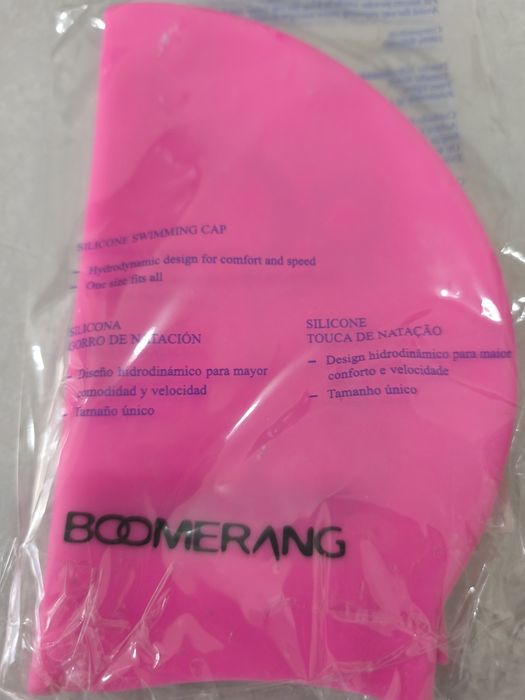 SILICONE SWIMMING CAP
– Hydrodynamic design for comfort and speed
– One size fits all
SILICONA
GORRO DE NATACIÓN
– Diseño hidrodinámico para mayor
comodidad y velocidad
– Tamaño único
SILICONE
TOUCA DE NATAÇÃO
– Design hidrodinâmico para maior
conforto e velocidade
– Tamanho único
BOOMERANG